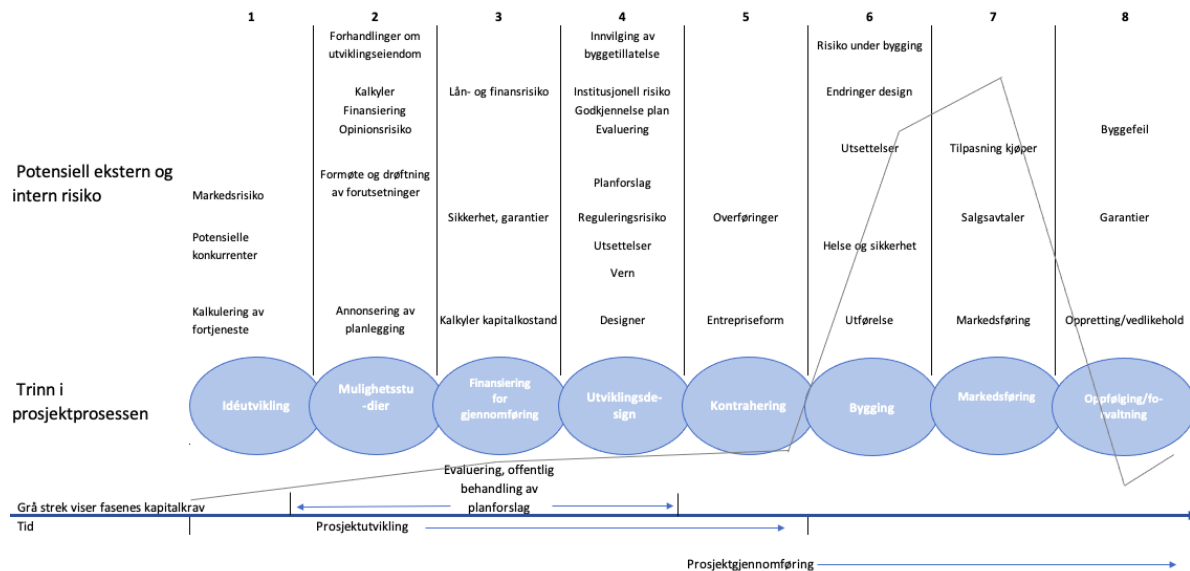 1
2
3
4
5
6
7
8
Potensiell ekstern og
intern risiko
Markedsrisiko
Potensielle
konkurrenter
Kalkulering av
fortjeneste
Forhandlinger om
utviklingseiendom
Kalkyler
Finansiering
Opinionsrisiko
Formøte og drøftning
av forutsetninger
Annonsering av
planlegging
Lån- og finansrisiko
Sikkerhet, garantier
Kalkyler kapitalkostand
Innvilging av
byggetillatelse
Institusjonell risiko
Godkjennelse plan
Evaluering
Planforslag
Reguleringsrisiko
Utsettelser
Vern
Designer
Overføringer
Entrepriseform
Risiko under bygging
Endringer design
Utsettelser
Helse og sikkerhet
Utførelse
Tilpasning kjøper
Salgsavtaler
Markedsføring
Byggefeil
Garantier
Oppretting/vedlikehold
Trinn i
prosjektprosessen
Idéutvikling
Mulighetsstu
-dier
Finansiering
for
gjennomføring
Utviklingsde-
sign
Kontrahering
Bygging
Markedsføring
Oppfølging/fo-
rvaltning
Evaluering, offentlig
behandling av
planforslag
Grå strek viser fasenes kapitalkrav
Tid
Prosjektutvikling
Prosjektgjennomføring